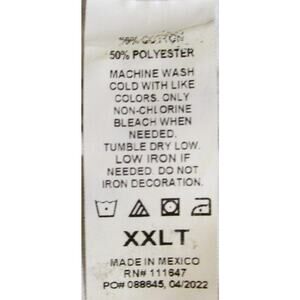 50% COTTON
50% POLYESTER
MACHINE WASH
COLD WITH LIKE
COLORS. ONLY
NON-CHLORINE
BLEACH WHEN
NEEDED.
TUMBLE DRY LOW.
LOW IRON IF
NEEDED. DO NOT
IRON DECORATION.
XXLT
MADE IN MEXICO
RN# 111647
PO# 088645, 04/2022